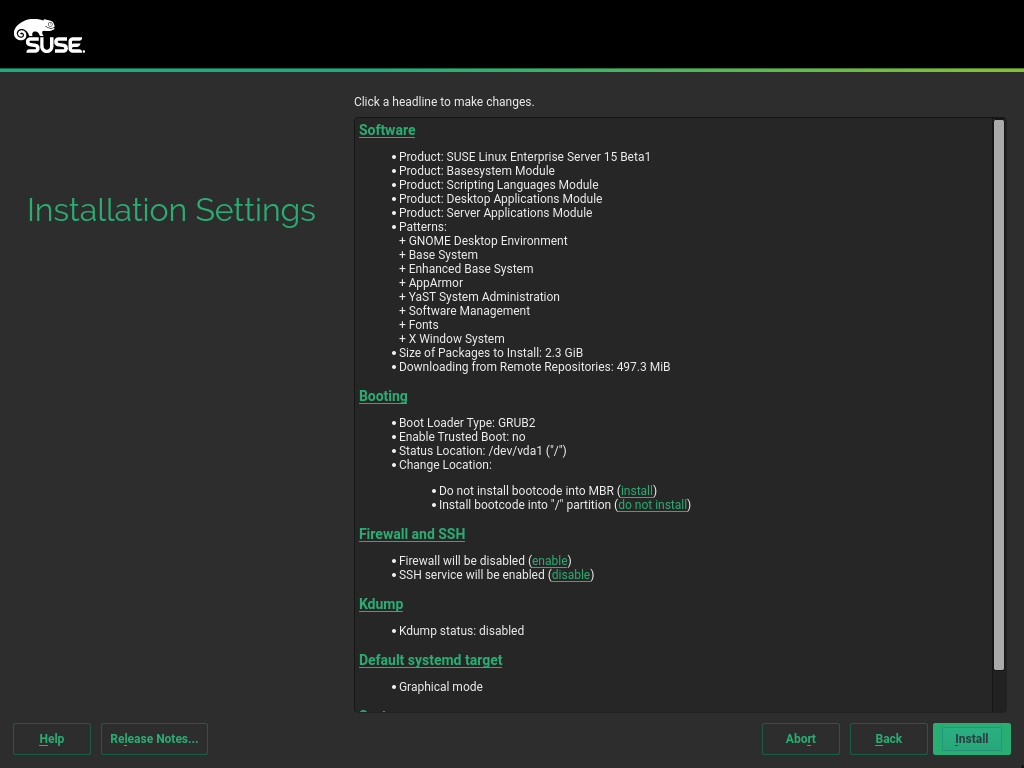 SUSE.
Click a headline to make changes.
Installation Settings
Software
• Product: SUSE Linux Enterprise Server 15 Beta1
• Product: Basesystem Module
• Product: Scripting Languages Module
• Product: Desktop Applications Module
• Product: Server Applications Module
• Patterns:
+ GNOME Desktop Environment
+ Base System
+ Enhanced Base System
+ AppArmor
+ YaST System Administration
+ Software Management
+ Fonts
+ X Window System
• Size of Packages to Install: 2.3 GiB
• Downloading from Remote Repositories: 497.3 MiB
Booting
• Boot Loader Type: GRUB2
• Enable Trusted Boot: no
• Status Location: /dev/vda1 ("/")
• Change Location:
• Do not install bootcode into MBR (install)
• Install bootcode into "/" partition (do not install)
Firewall and SSH
• Firewall will be disabled (enable)
• SSH service will be enabled (disable)
Kdump
• Kdump status: disabled
Default systemd target
• Graphical mode
Help
Release Notes...
Abort
Back
Install